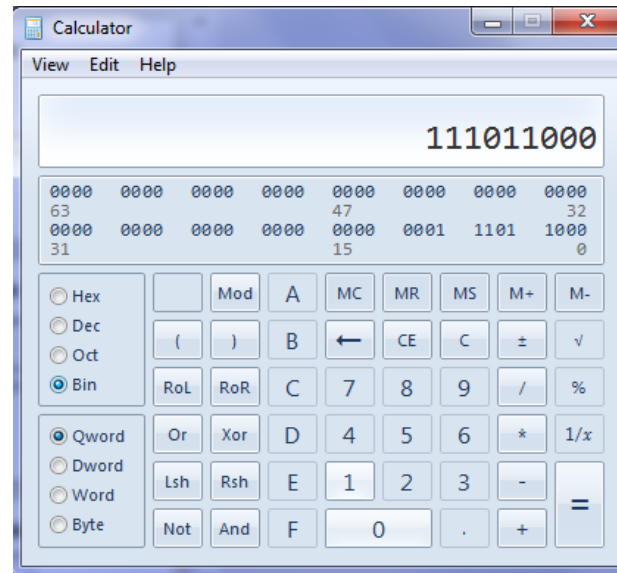 Calculator
View Edit Help
111011000
0000 0000 0000 0000 0000 0000 0000 0000
63 47 32
0000 0000 0000 0000 0000 0001 1101 1000
31 15 0
Hex Mod A MC MR MS M+ M-
Dec
Oct ( ) B ← CE C ± √
Bin RoL RoR C 7 8 9 / %
Qword Or Xor D 4 5 6 * 1/x
Dword
Word Lsh Rsh E 1 2 3 - =
Byte Not And F 0 . +